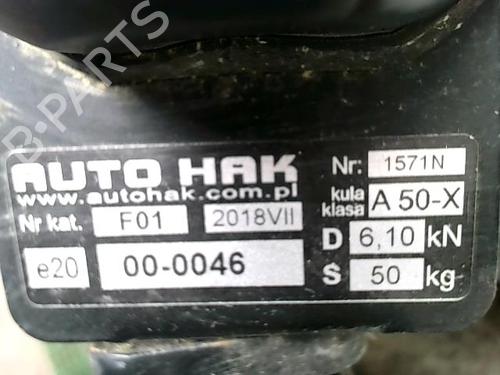 B-PARTS
AUTO HAK
www.autohak.com.pl
Nr: 1571N
kula klasa A 50-X
Nr kat. F01 2018VII
D 6,10 kN
e20 00-0046
S 50 kg